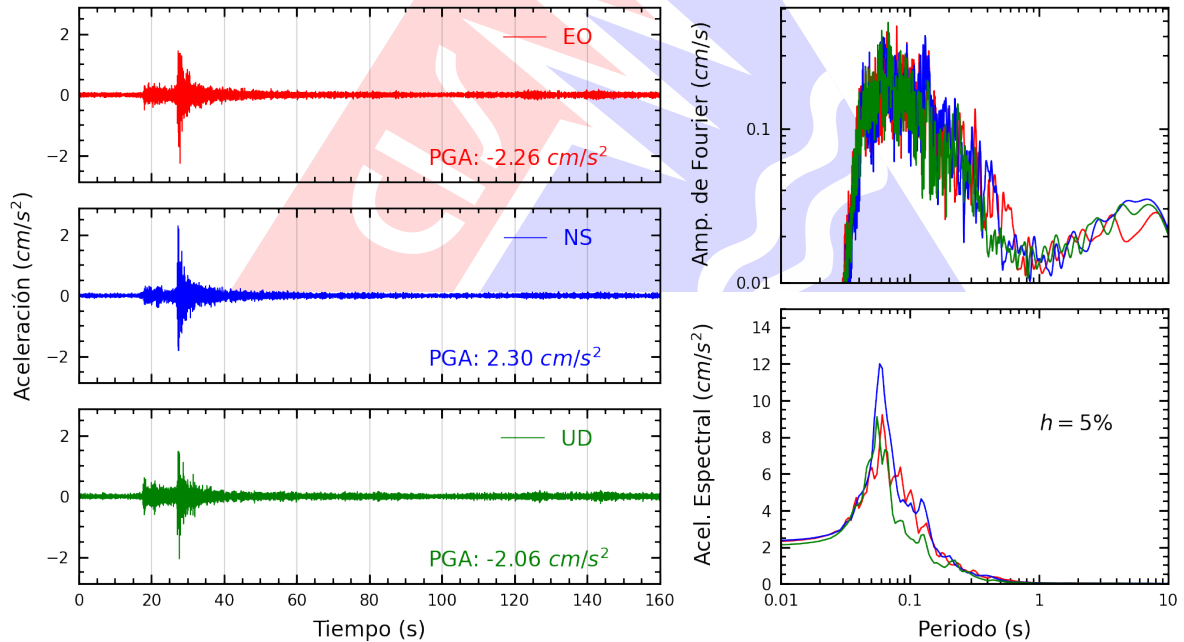 Aceleración (cm/s²)
2
0
−2
EO
PGA: -2.26 cm/s²
2
0
−2
NS
PGA: 2.30 cm/s²
2
0
−2
UD
PGA: -2.06 cm/s²
0 20 40 60 80 100 120 140 160
Tiempo (s)
Amp. de Fourier (cm/s)
0.1
0.01
Acel. Espectral (cm/s²)
14
12
10
8
6
4
2
0
h = 5%
0.01 0.1 1 10
Periodo (s)